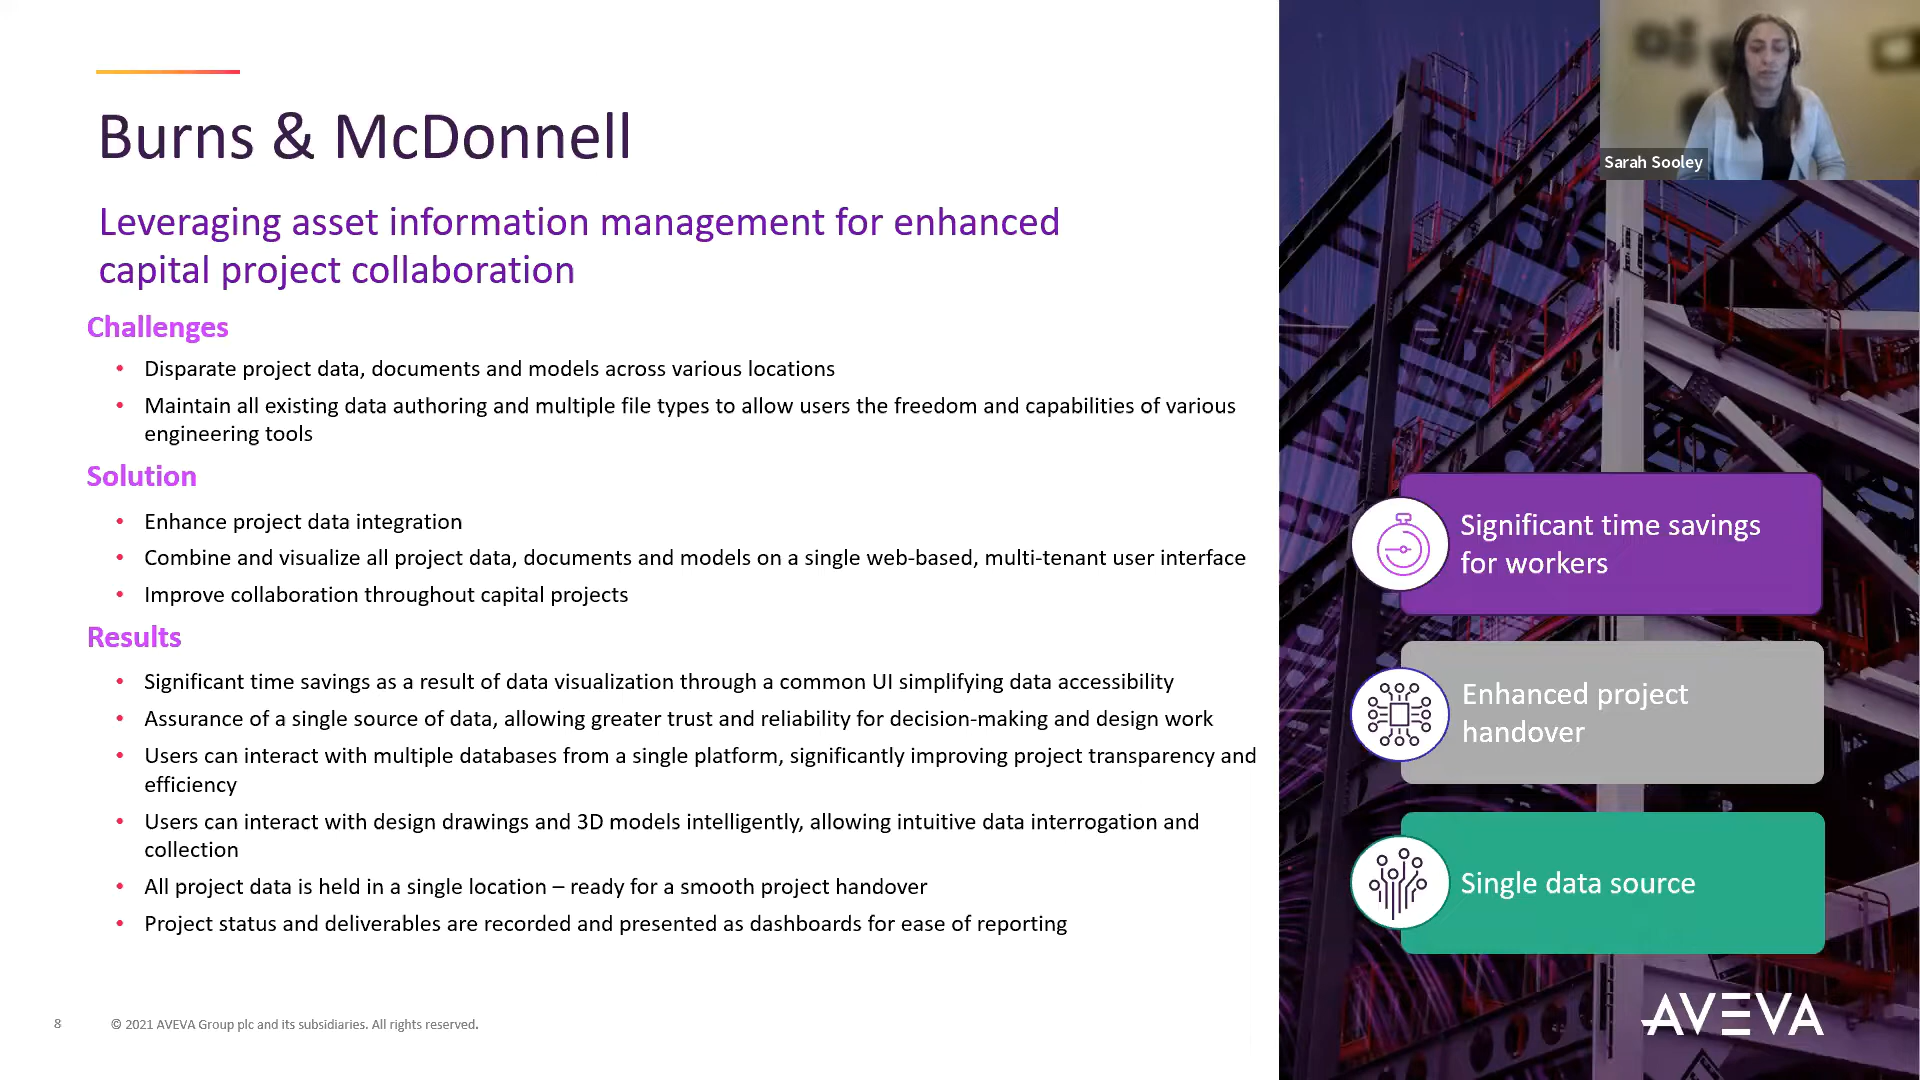 Burns & McDonnell
Leveraging asset information management for enhanced
capital project collaboration
Challenges
• Disparate project data, documents and models across various locations
• Maintain all existing data authoring and multiple file types to allow users the freedom and capabilities of various
engineering tools
Solution
• Enhance project data integration
• Combine and visualize all project data, documents and models on a single web-based, multi-tenant user interface
• Improve collaboration throughout capital projects
Results
• Significant time savings as a result of data visualization through a common UI simplifying data accessibility
• Assurance of a single source of data, allowing greater trust and reliability for decision-making and design work
• Users can interact with multiple databases from a single platform, significantly improving project transparency and
efficiency
• Users can interact with design drawings and 3D models intelligently, allowing intuitive data interrogation and
collection
• All project data is held in a single location – ready for a smooth project handover
• Project status and deliverables are recorded and presented as dashboards for ease of reporting
8
© 2021 AVEVA Group plc and its subsidiaries. All rights reserved.
Sarah Sooley
Significant time savings
for workers
Enhanced project
handover
Single data source
AVEVA